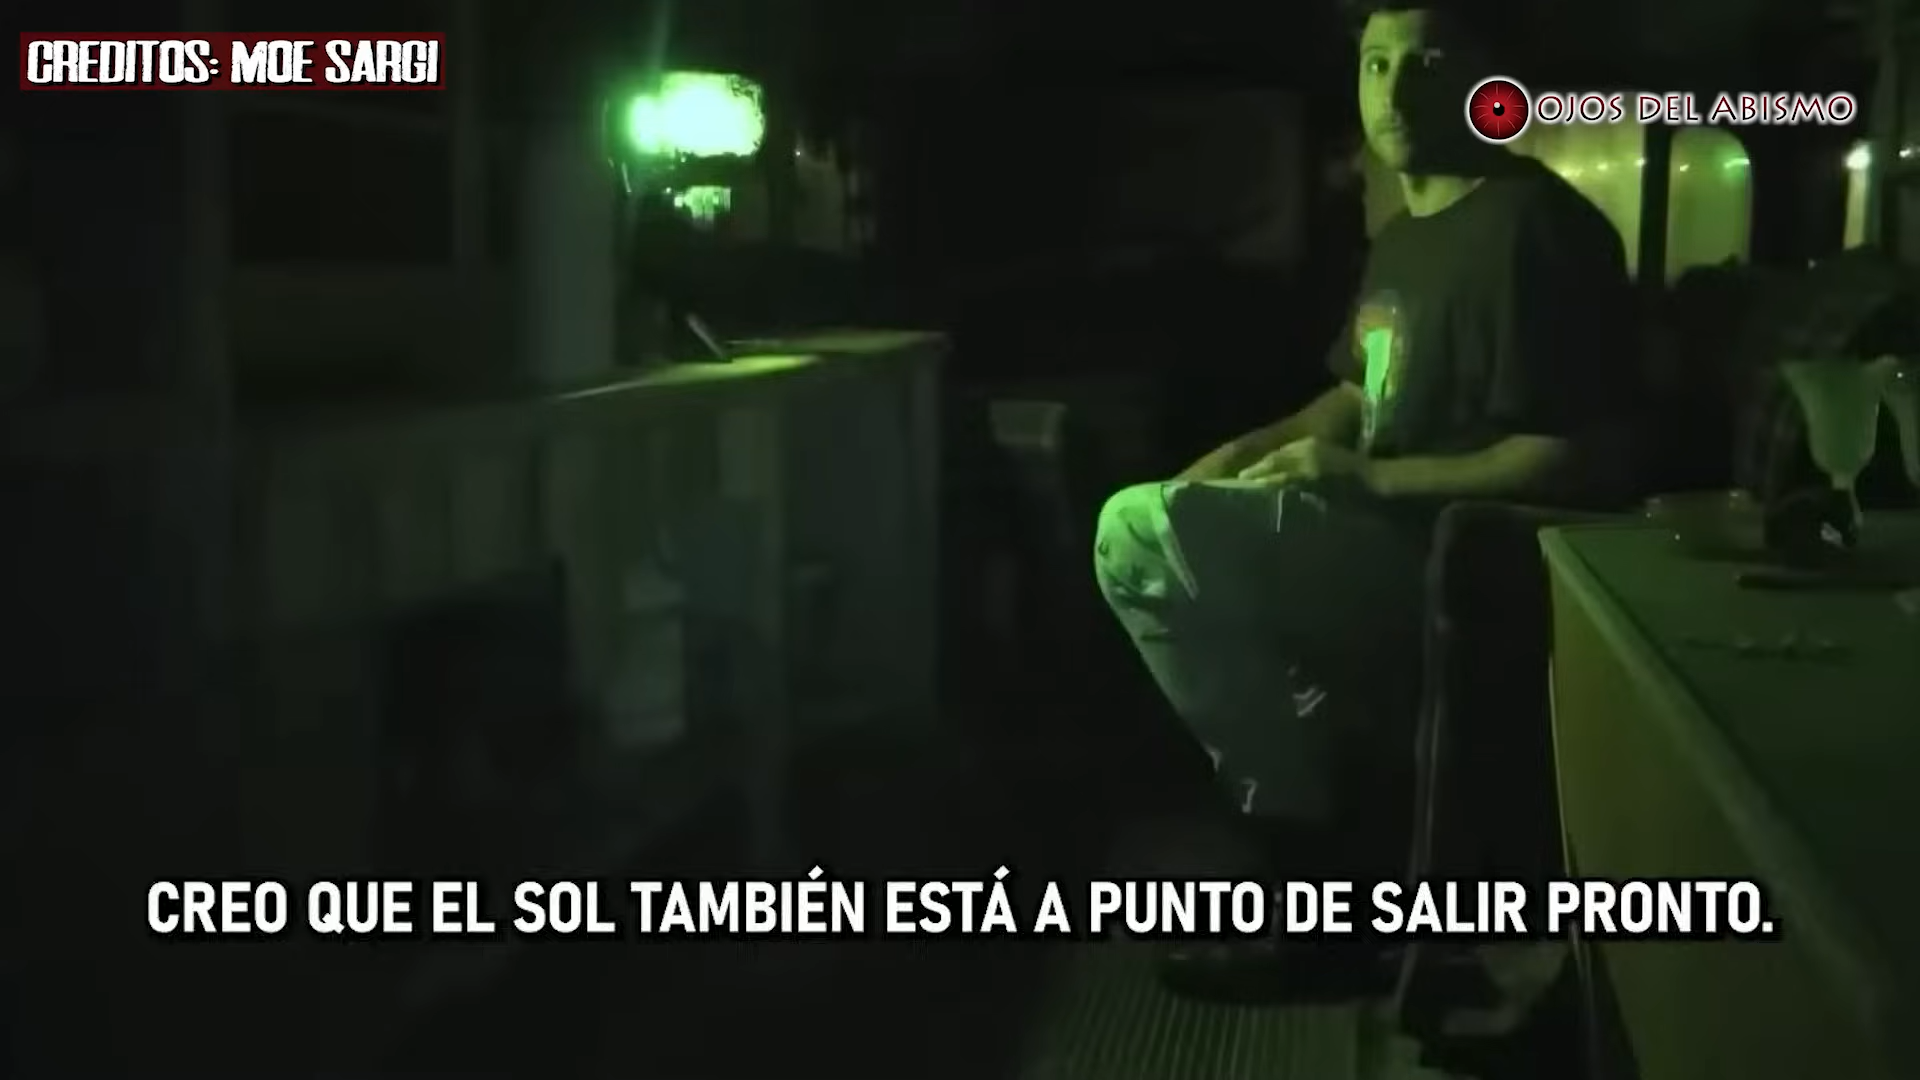 CREDITOS: MOE SARGI
OJOS DEL ABISMO
CREO QUE EL SOL TAMBIÉN ESTÁ A PUNTO DE SALIR PRONTO.